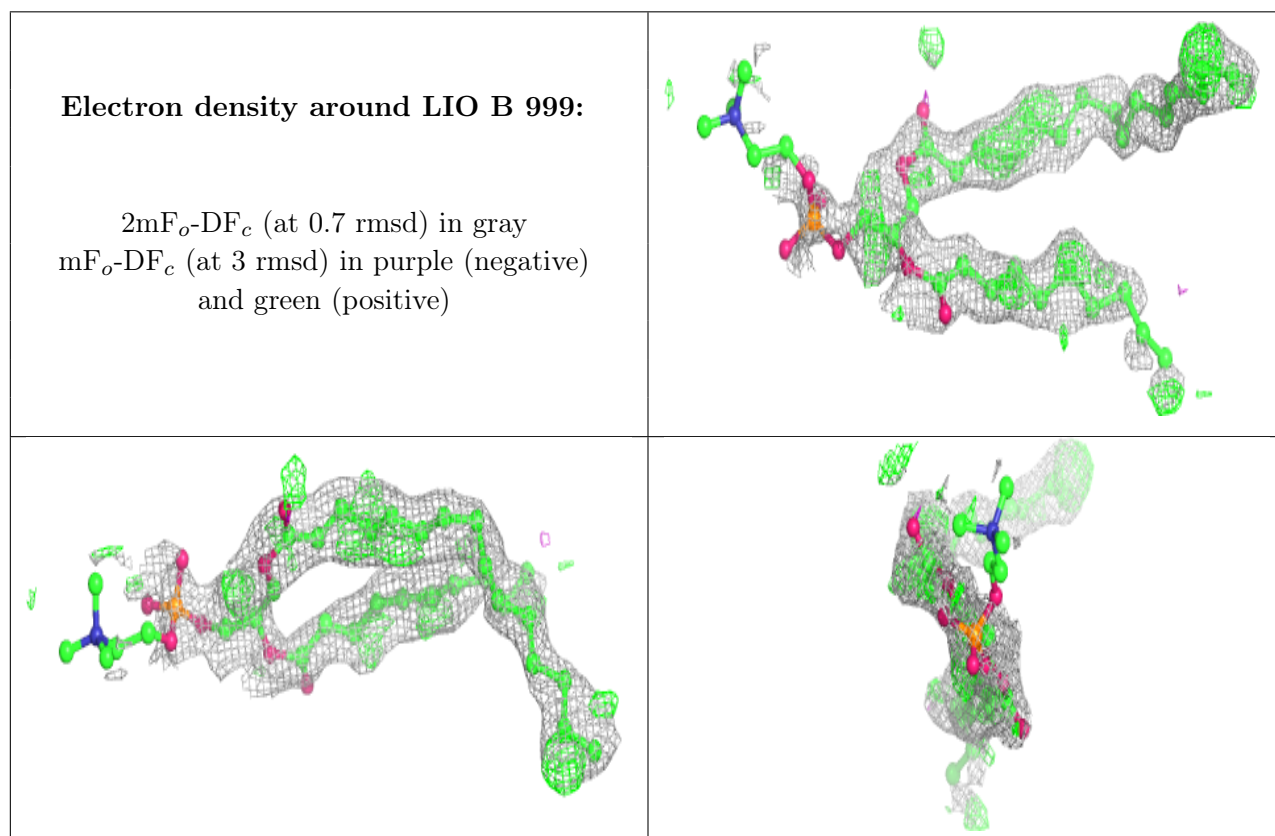 Electron density around LIO B 999:
2mFo-DFc (at 0.7 rmsd) in gray
mFo-DFc (at 3 rmsd) in purple (negative)
and green (positive)